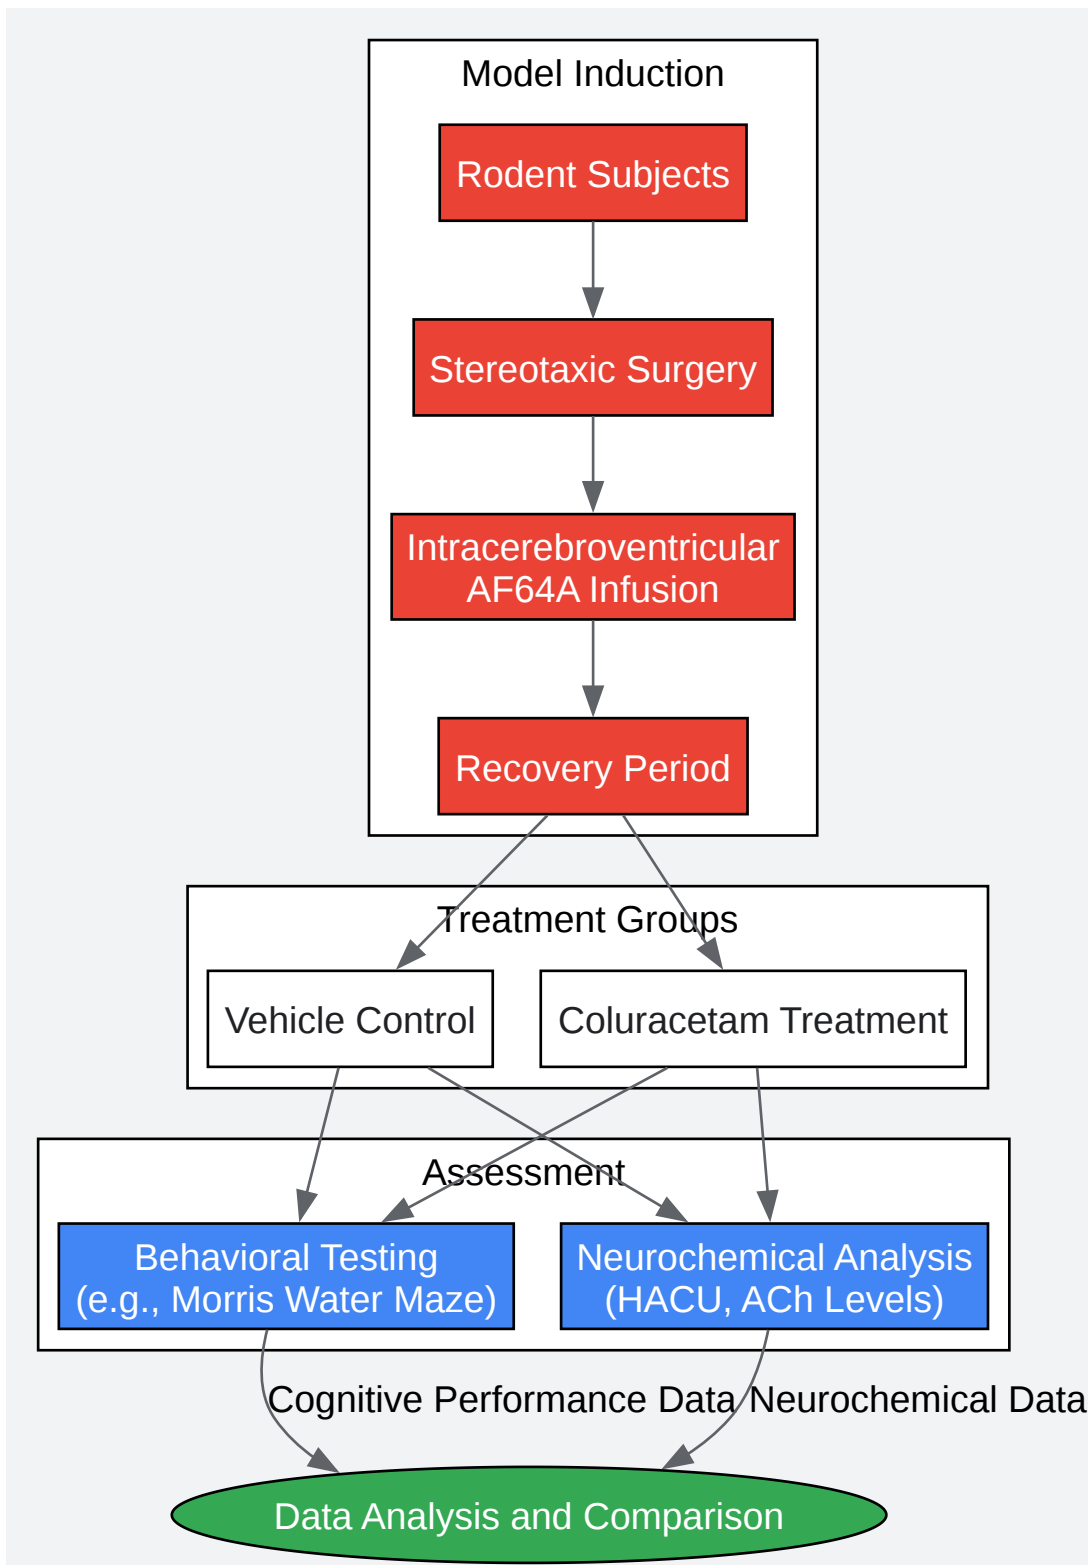 Model Induction
Rodent Subjects
Stereotaxic Surgery
Intracerebroventricular
AF64A Infusion
Recovery Period
Treatment Groups
Vehicle Control
Coluracetam Treatment
Assessment
Behavioral Testing
(e.g., Morris Water Maze)
Neurochemical Analysis
(HACU, ACh Levels)
Cognitive Performance Data
Neurochemical Data
Data Analysis and Comparison